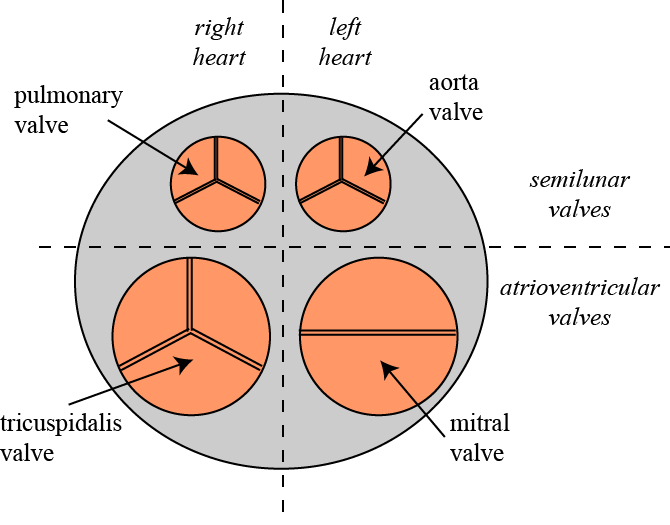 right
heart
left
heart
pulmonary
valve
aorta
valve
semilunar
valves
atrioventricular
valves
tricuspidalis
valve
mitral
valve